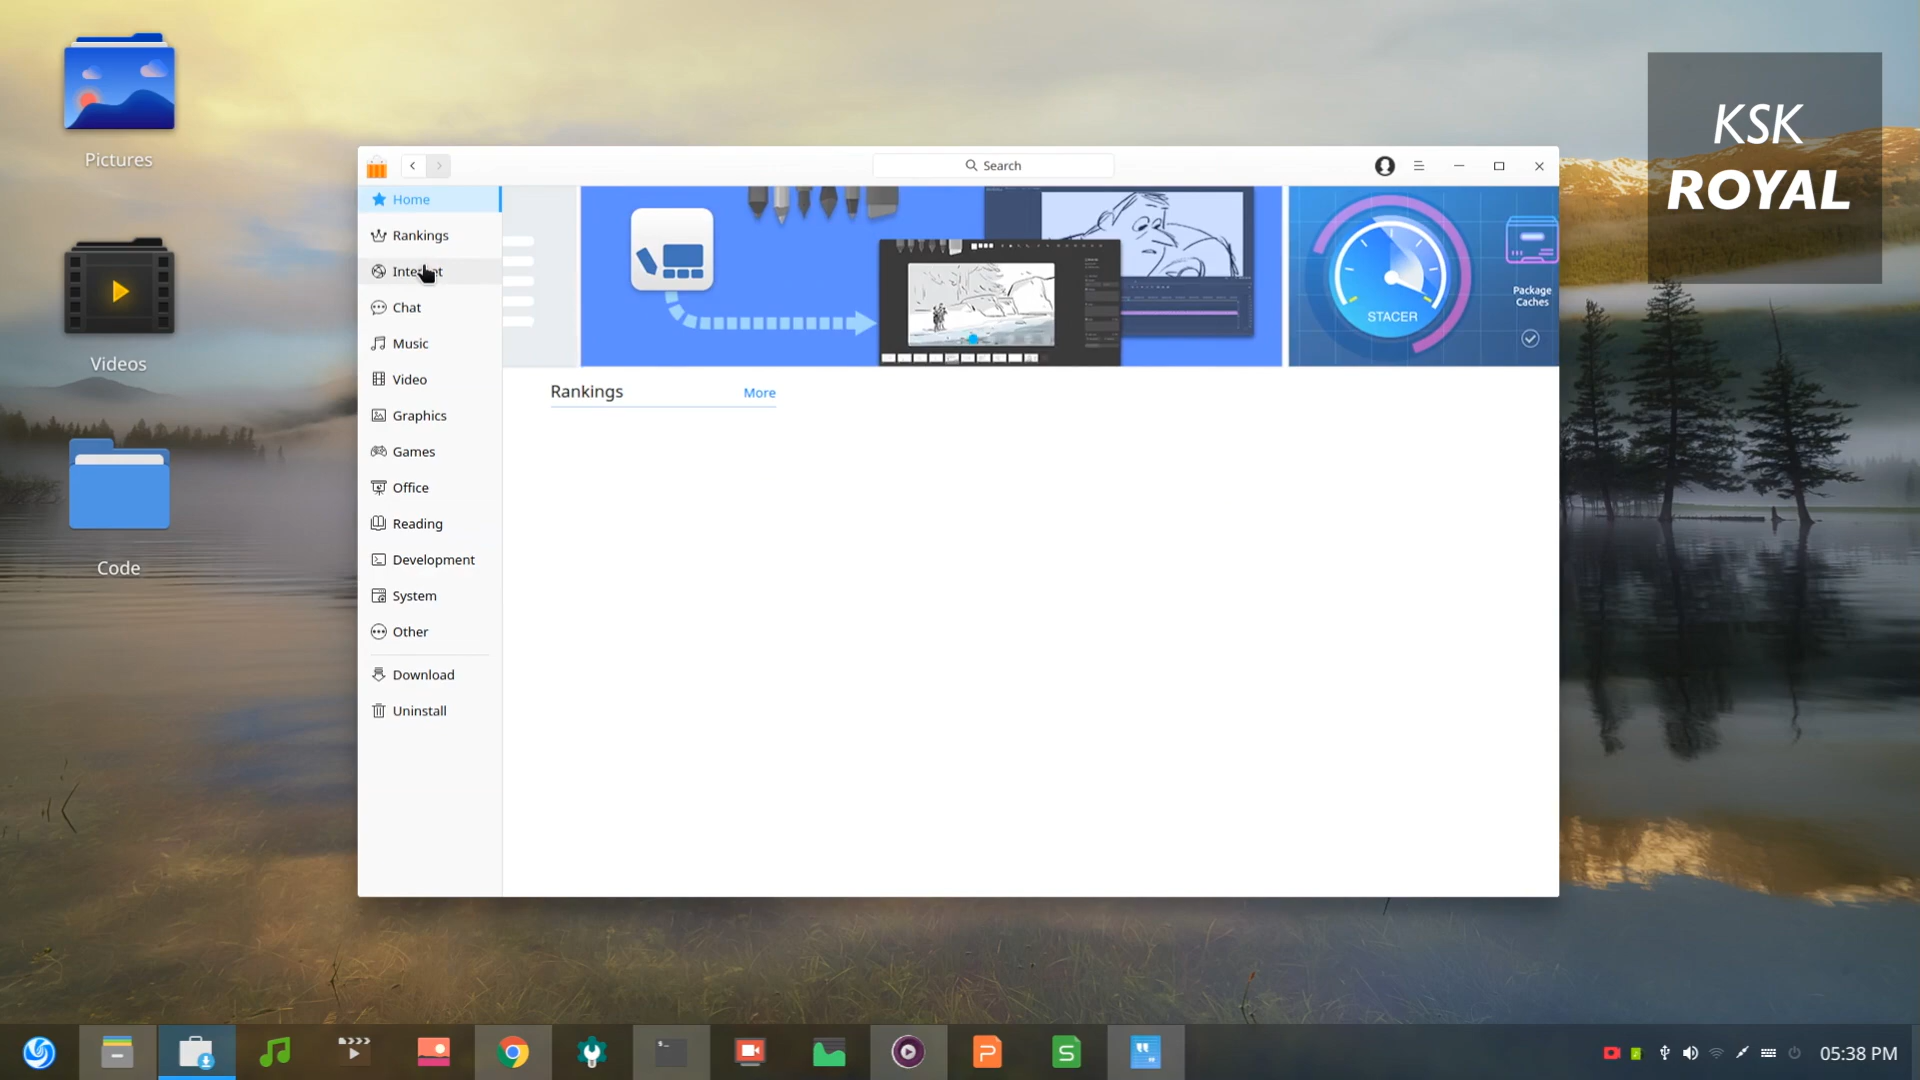 Pictures
Videos
Code
KSK
ROYAL
Search
Home
Rankings
Internet
Chat
Music
Video
Graphics
Games
Office
Reading
Development
System
Other
Download
Uninstall
STACER
Package
Caches
Rankings
More
05:38 PM